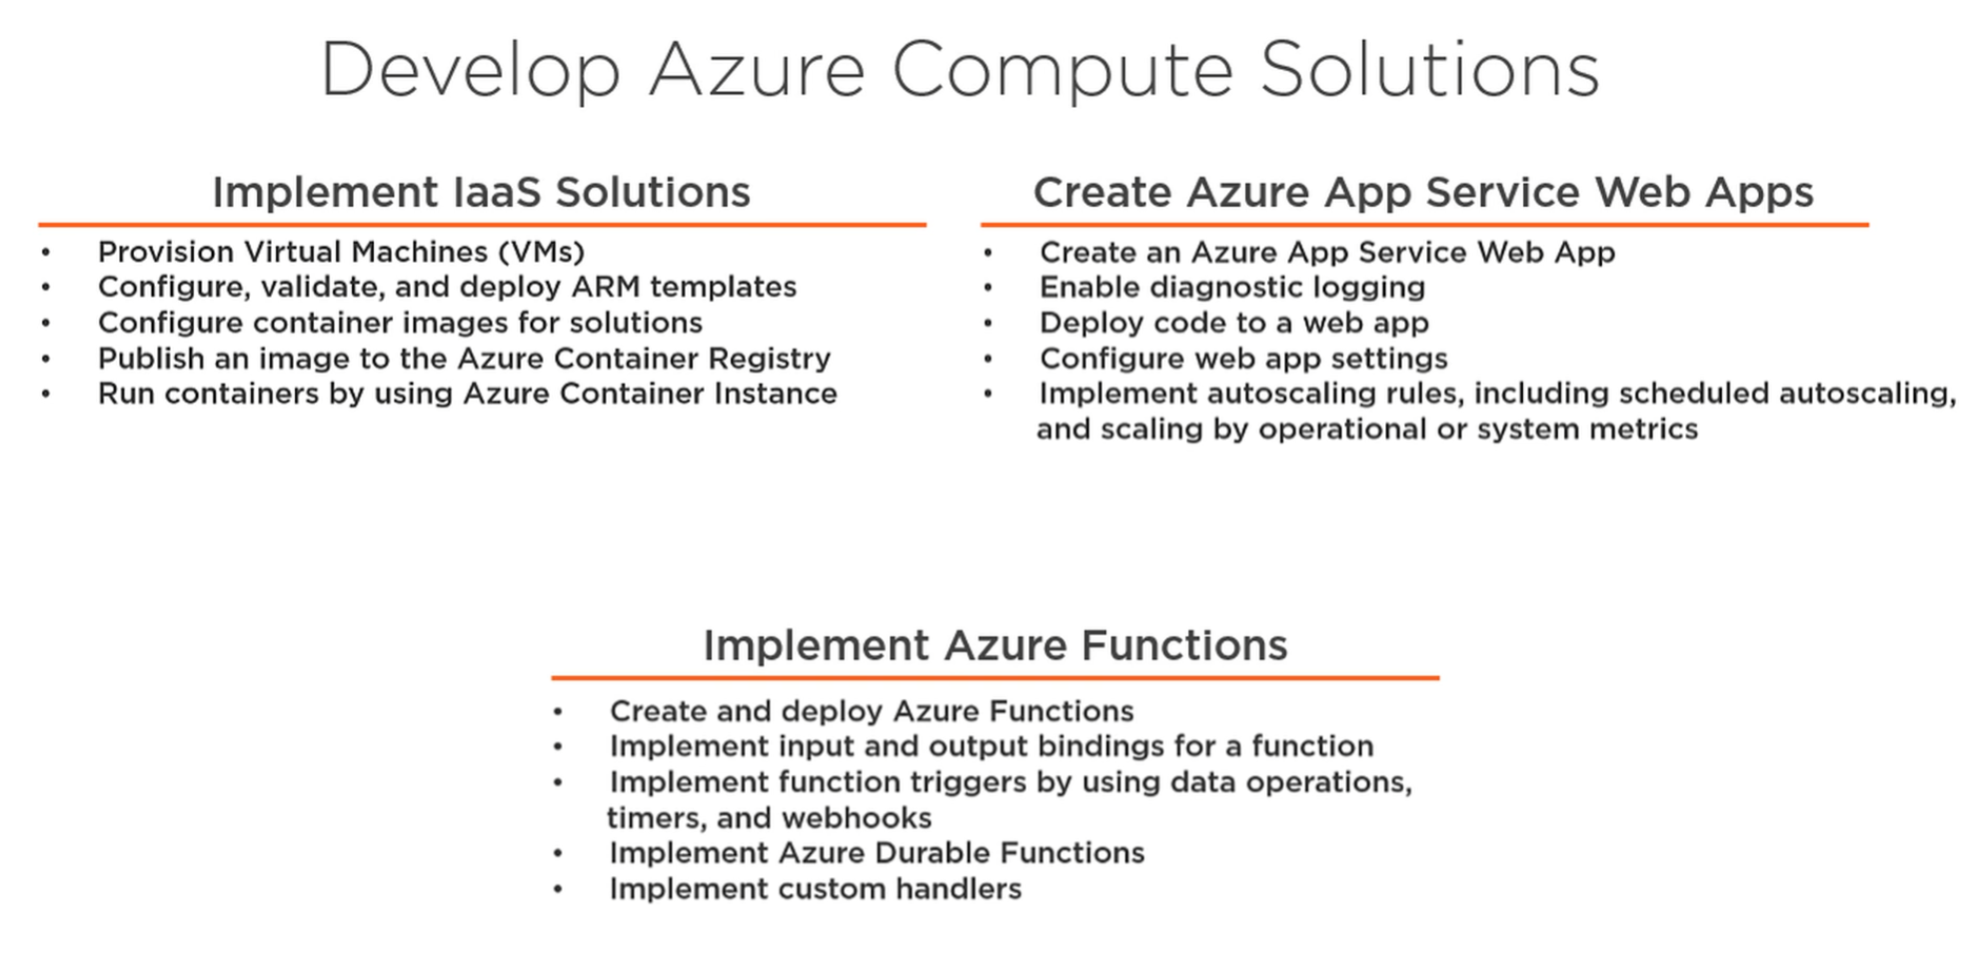 Develop Azure Compute Solutions
Implement IaaS Solutions
• Provision Virtual Machines (VMs)
• Configure, validate, and deploy ARM templates
• Configure container images for solutions
• Publish an image to the Azure Container Registry
• Run containers by using Azure Container Instance
Create Azure App Service Web Apps
• Create an Azure App Service Web App
• Enable diagnostic logging
• Deploy code to a web app
• Configure web app settings
• Implement autoscaling rules, including scheduled autoscaling,
and scaling by operational or system metrics
Implement Azure Functions
• Create and deploy Azure Functions
• Implement input and output bindings for a function
• Implement function triggers by using data operations,
timers, and webhooks
• Implement Azure Durable Functions
• Implement custom handlers